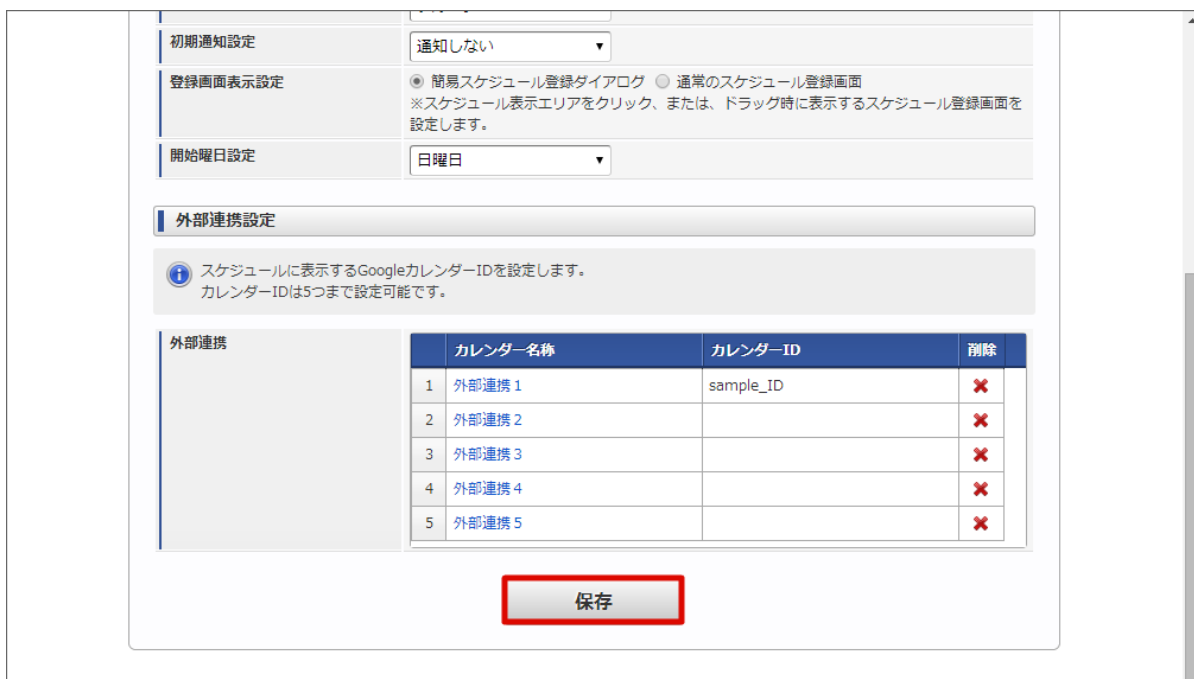 初期通知設定
通知しない
登録画面表示設定
簡易スケジュール登録ダイアログ 通常のスケジュール登録画面
※スケジュール表示エリアをクリック、または、ドラッグ時に表示するスケジュール登録画面を
設定します。
開始曜日設定
日曜日
外部連携設定
スケジュールに表示するGoogleカレンダーIDを設定します。
カレンダーIDは5つまで設定可能です。
外部連携
カレンダー名称 カレンダーID 削除
1 外部連携１ sample_ID
2 外部連携２
3 外部連携３
4 外部連携４
5 外部連携５
保存